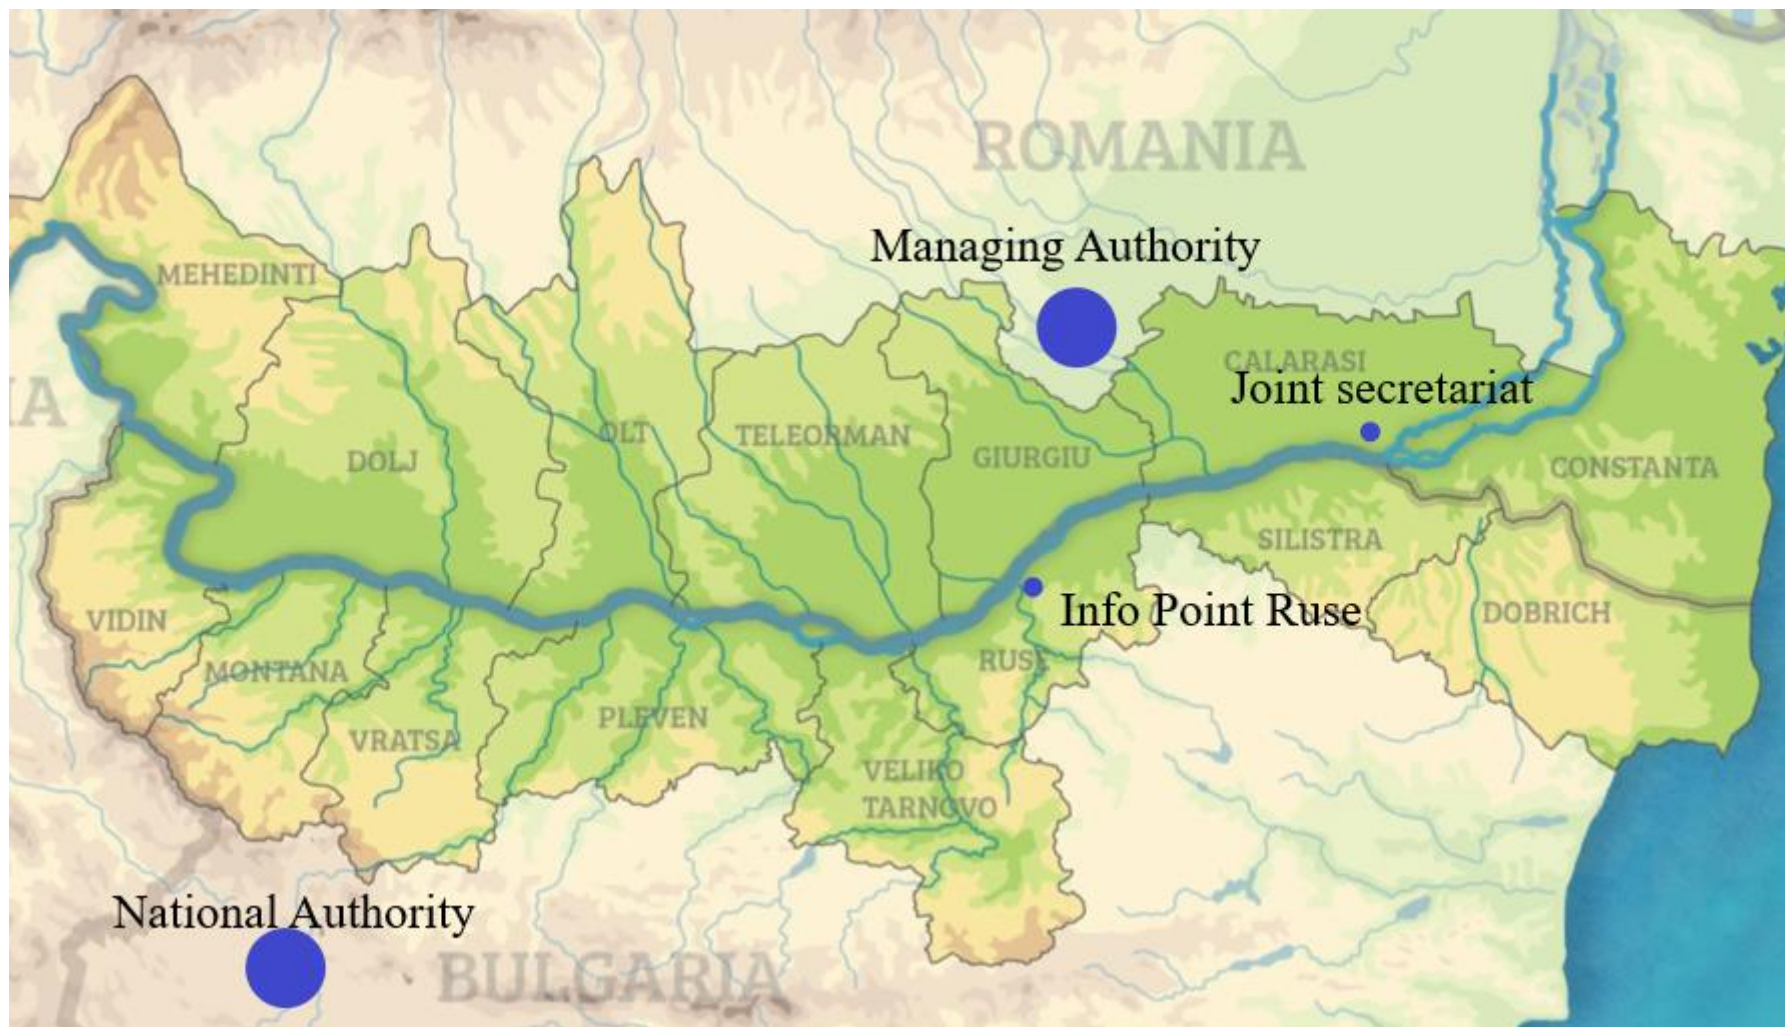 ROMANIA
Managing Authority
MEHEDINTI
CALARASI
Joint secretariat
IA
OLT
TELEORMAN
DOLJ
GIURGIU
CONSTANTA
SILISTRA
VIDIN
Info Point Ruse
DOBRICH
MONTANA
RUSE
PLEVEN
VRATSA
VELIKO
TARNOVO
National Authority
BULGARIA